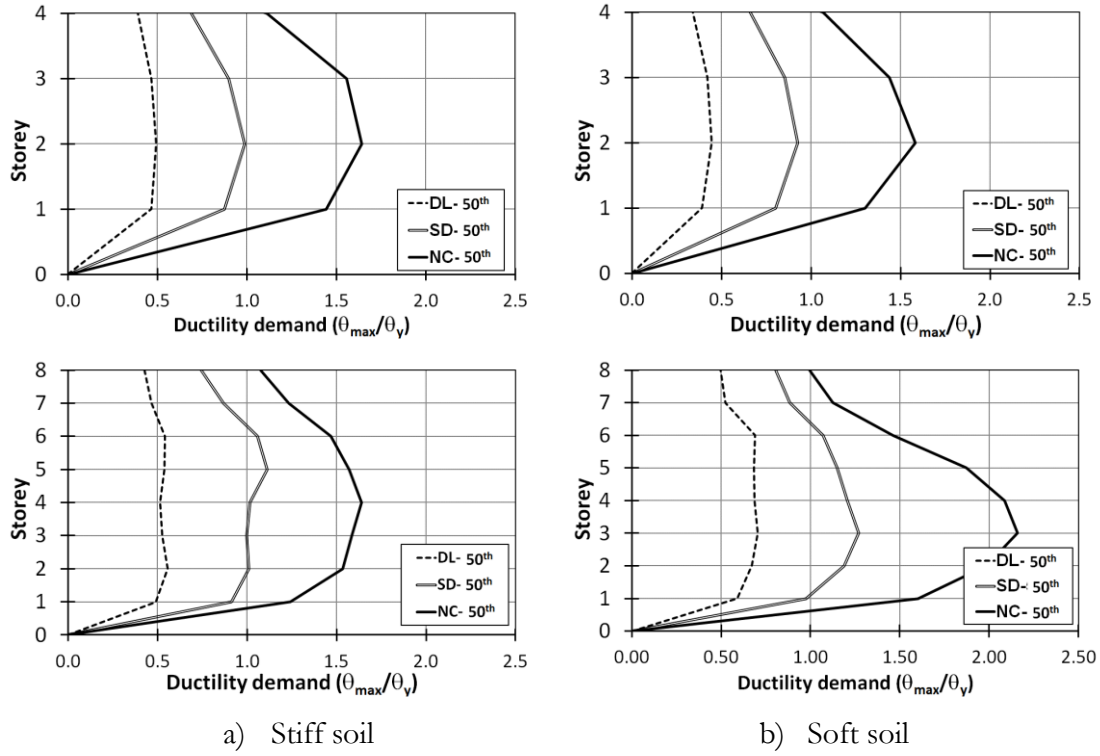 4
3
2
1
0
Storey
DL- 50th
SD- 50th
NC- 50th
0.0 0.5 1.0 1.5 2.0 2.5
Ductility demand (θmax/θy)
4
3
2
1
0
Storey
DL- 50th
SD- 50th
NC- 50th
0.0 0.5 1.0 1.5 2.0 2.5
Ductility demand (θmax/θy)
8
7
6
5
4
3
2
1
0
Storey
DL- 50th
SD- 50th
NC- 50th
0.0 0.5 1.0 1.5 2.0 2.5
Ductility demand (θmax/θy)
8
7
6
5
4
3
2
1
0
Storey
DL- 50th
SD- 50th
NC- 50th
0.00 0.50 1.00 1.50 2.00 2.50
Ductility demand (θmax/θy)
a) Stiff soil
b) Soft soil